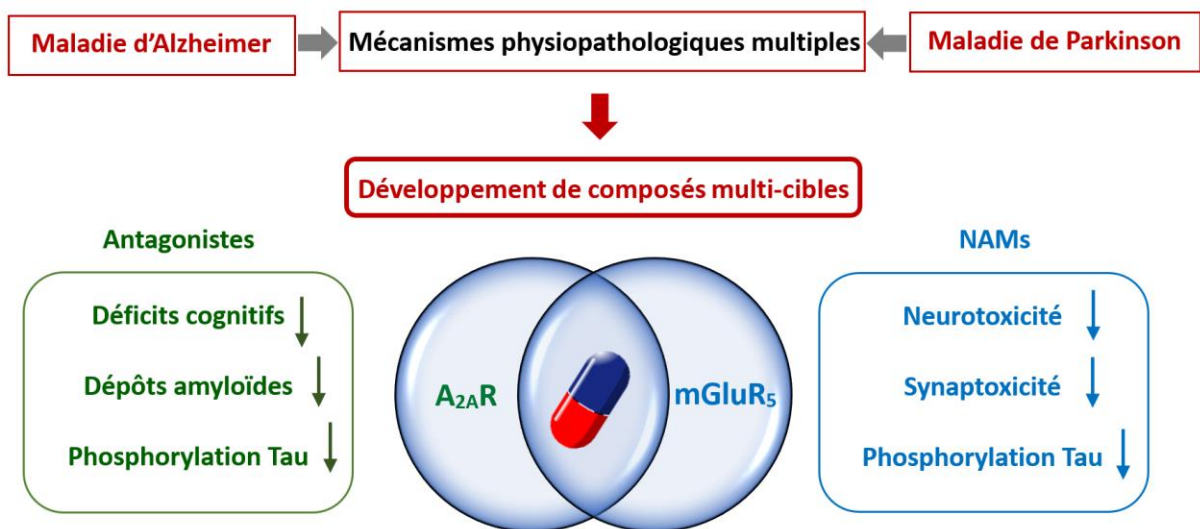 Maladie d'Alzheimer
Mécanismes physiopathologiques multiples
Maladie de Parkinson
Développement de composés multi-cibles
Antagonistes
Déficits cognitifs
Dépôts amyloïdes
Phosphorylation Tau
A2AR
mGluR5
NAMs
Neurotoxicité
Synaptoxicité
Phosphorylation Tau